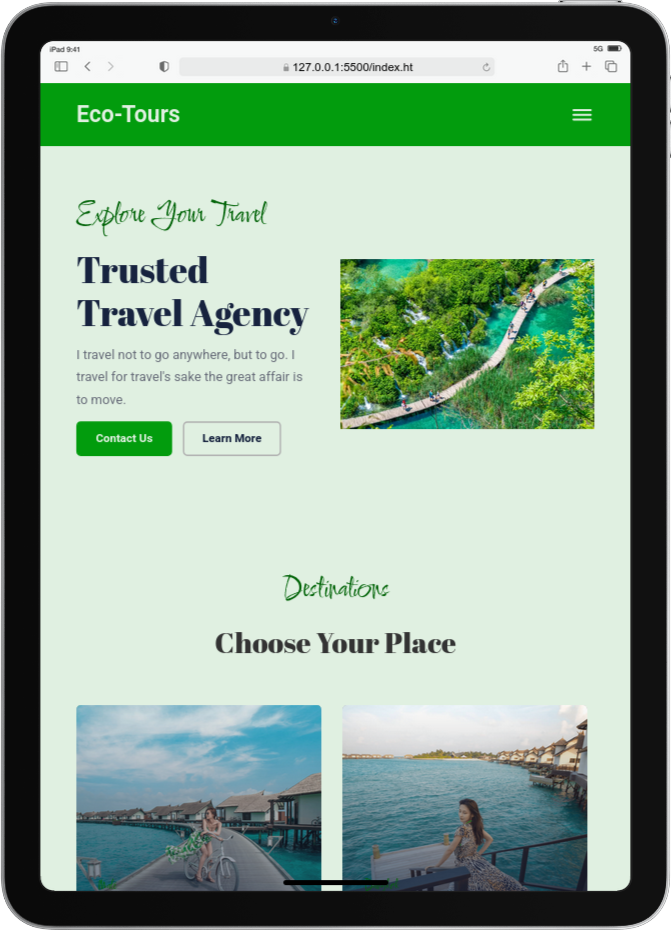 iPad 9:41
5G
127.0.0.1:5500/index.ht
Eco-Tours
Explore Your Travel
Trusted
Travel Agency
I travel not to go anywhere, but to go. I
travel for travel's sake the great affair is
to move.
Contact Us
Learn More
Destinations
Choose Your Place